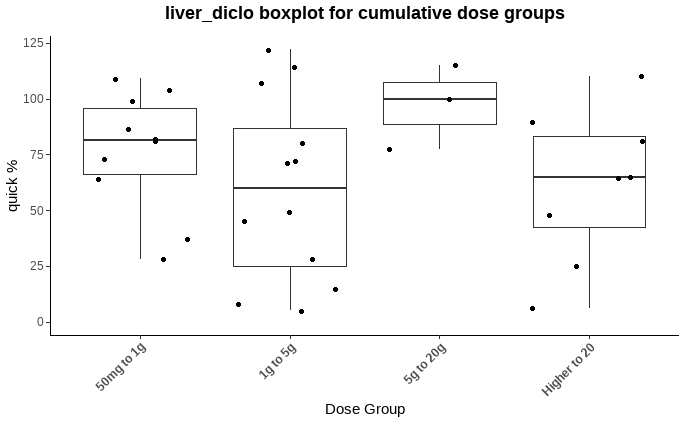 liver_diclo boxplot for cumulative dose groups
125
100
75
50
25
0
quick %
50mg to 1g
1g to 5g
5g to 20g
Higher to 20
Dose Group